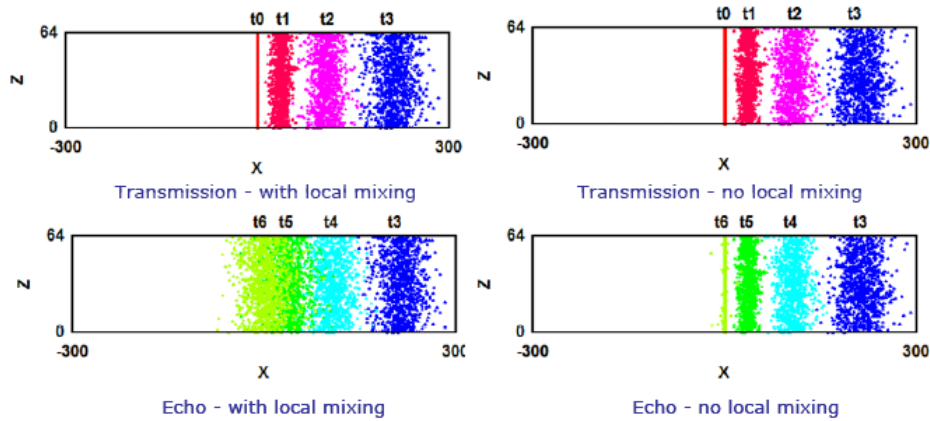 t0 t1 t2 t3
64
Z
0
-300 300
X
Transmission - with local mixing
t0 t1 t2 t3
64
Z
0
-300 300
X
Transmission - no local mixing
t6 t5 t4 t3
64
Z
0
-300 300
X
Echo - with local mixing
t6 t5 t4 t3
64
Z
0
-300 300
X
Echo - no local mixing